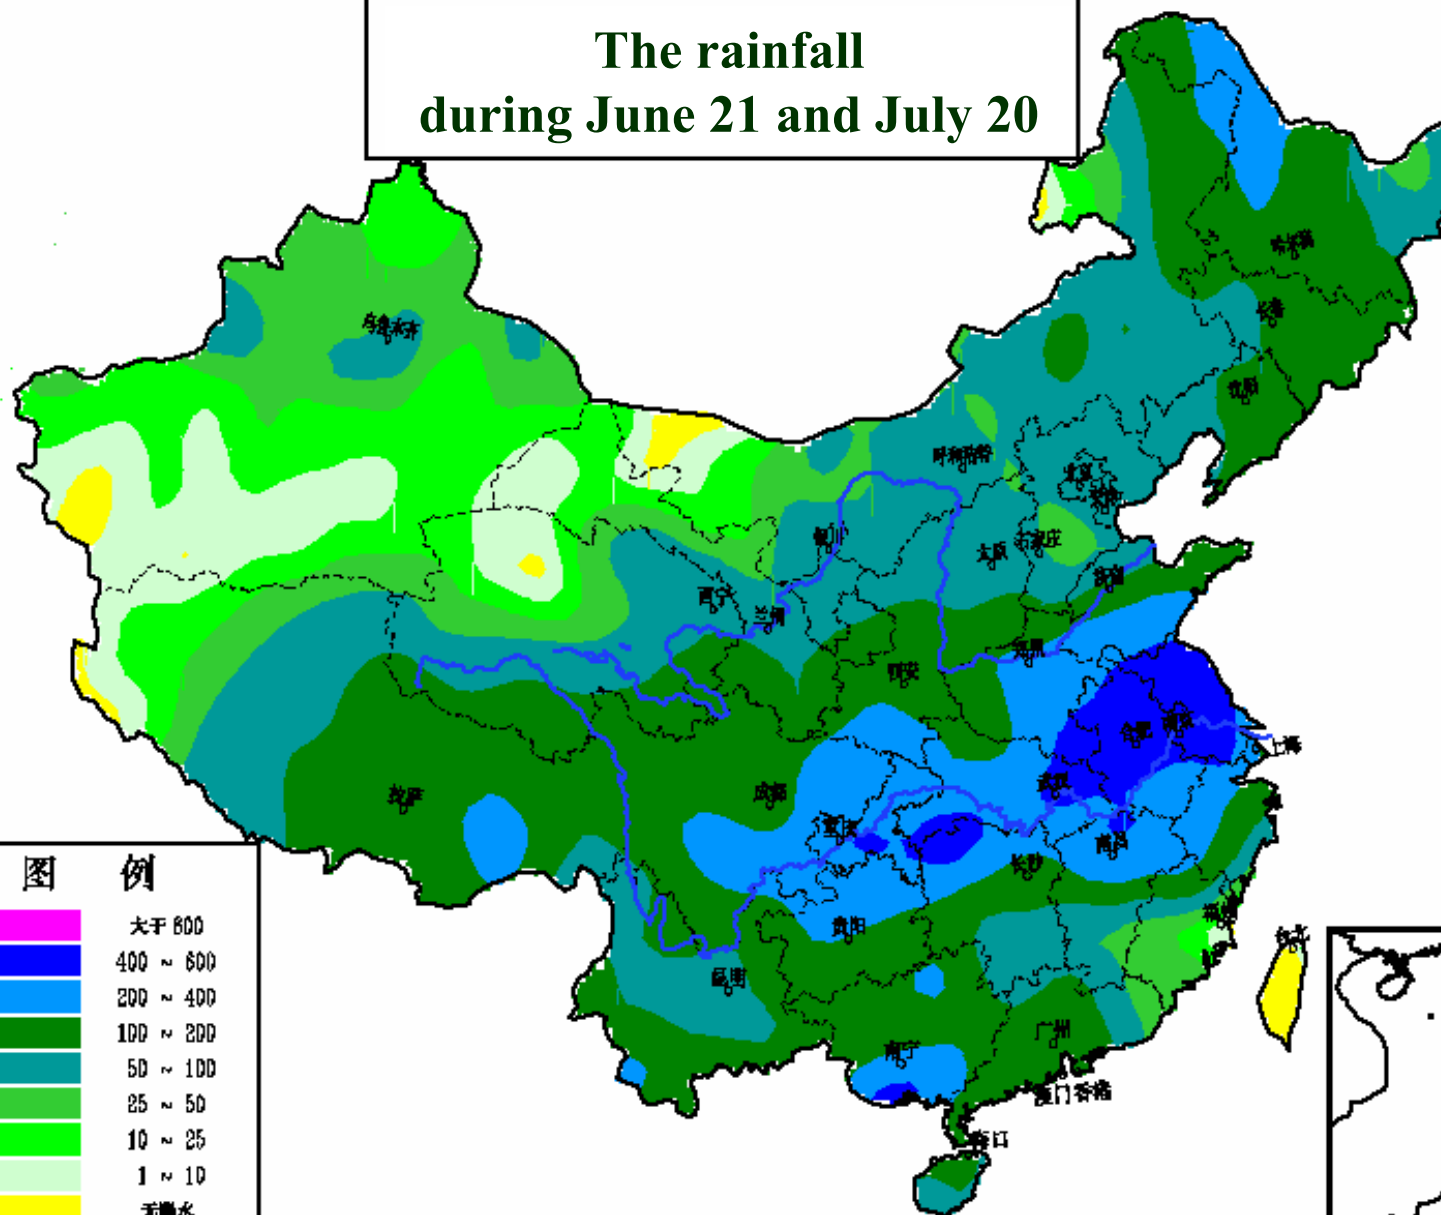 The rainfall
during June 21 and July 20
哈尔滨
乌鲁木齐
长春
沈阳
呼和浩特
北京
银川
太原
石家庄
西宁
济南
兰州
郑州
西安
合肥
南京
上海
武汉
拉萨
成都
重庆
南昌
长沙
贵阳
福州
台北
昆明
广州
南宁
澳门香港
海口
图 例
大于 600
400 ~ 600
200 ~ 400
100 ~ 200
50 ~ 100
25 ~ 50
10 ~ 25
1 ~ 10
无降水